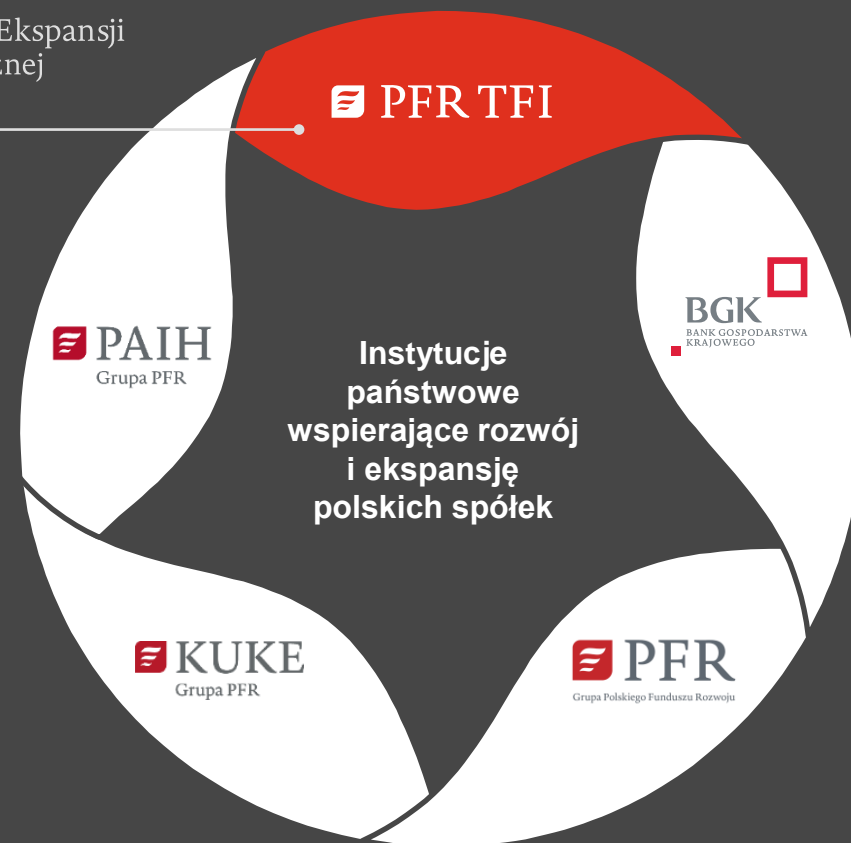 Ekspansji
PFR TFI
BGK
BANK GOSPODARSTWA
KRAJOWEGO
PAIH
Grupa PFR
Instytucje
państwowe
wspierające rozwój
i ekspansję
polskich spółek
KUKE
Grupa PFR
PFR
Grupa Polskiego Funduszu Rozwoju